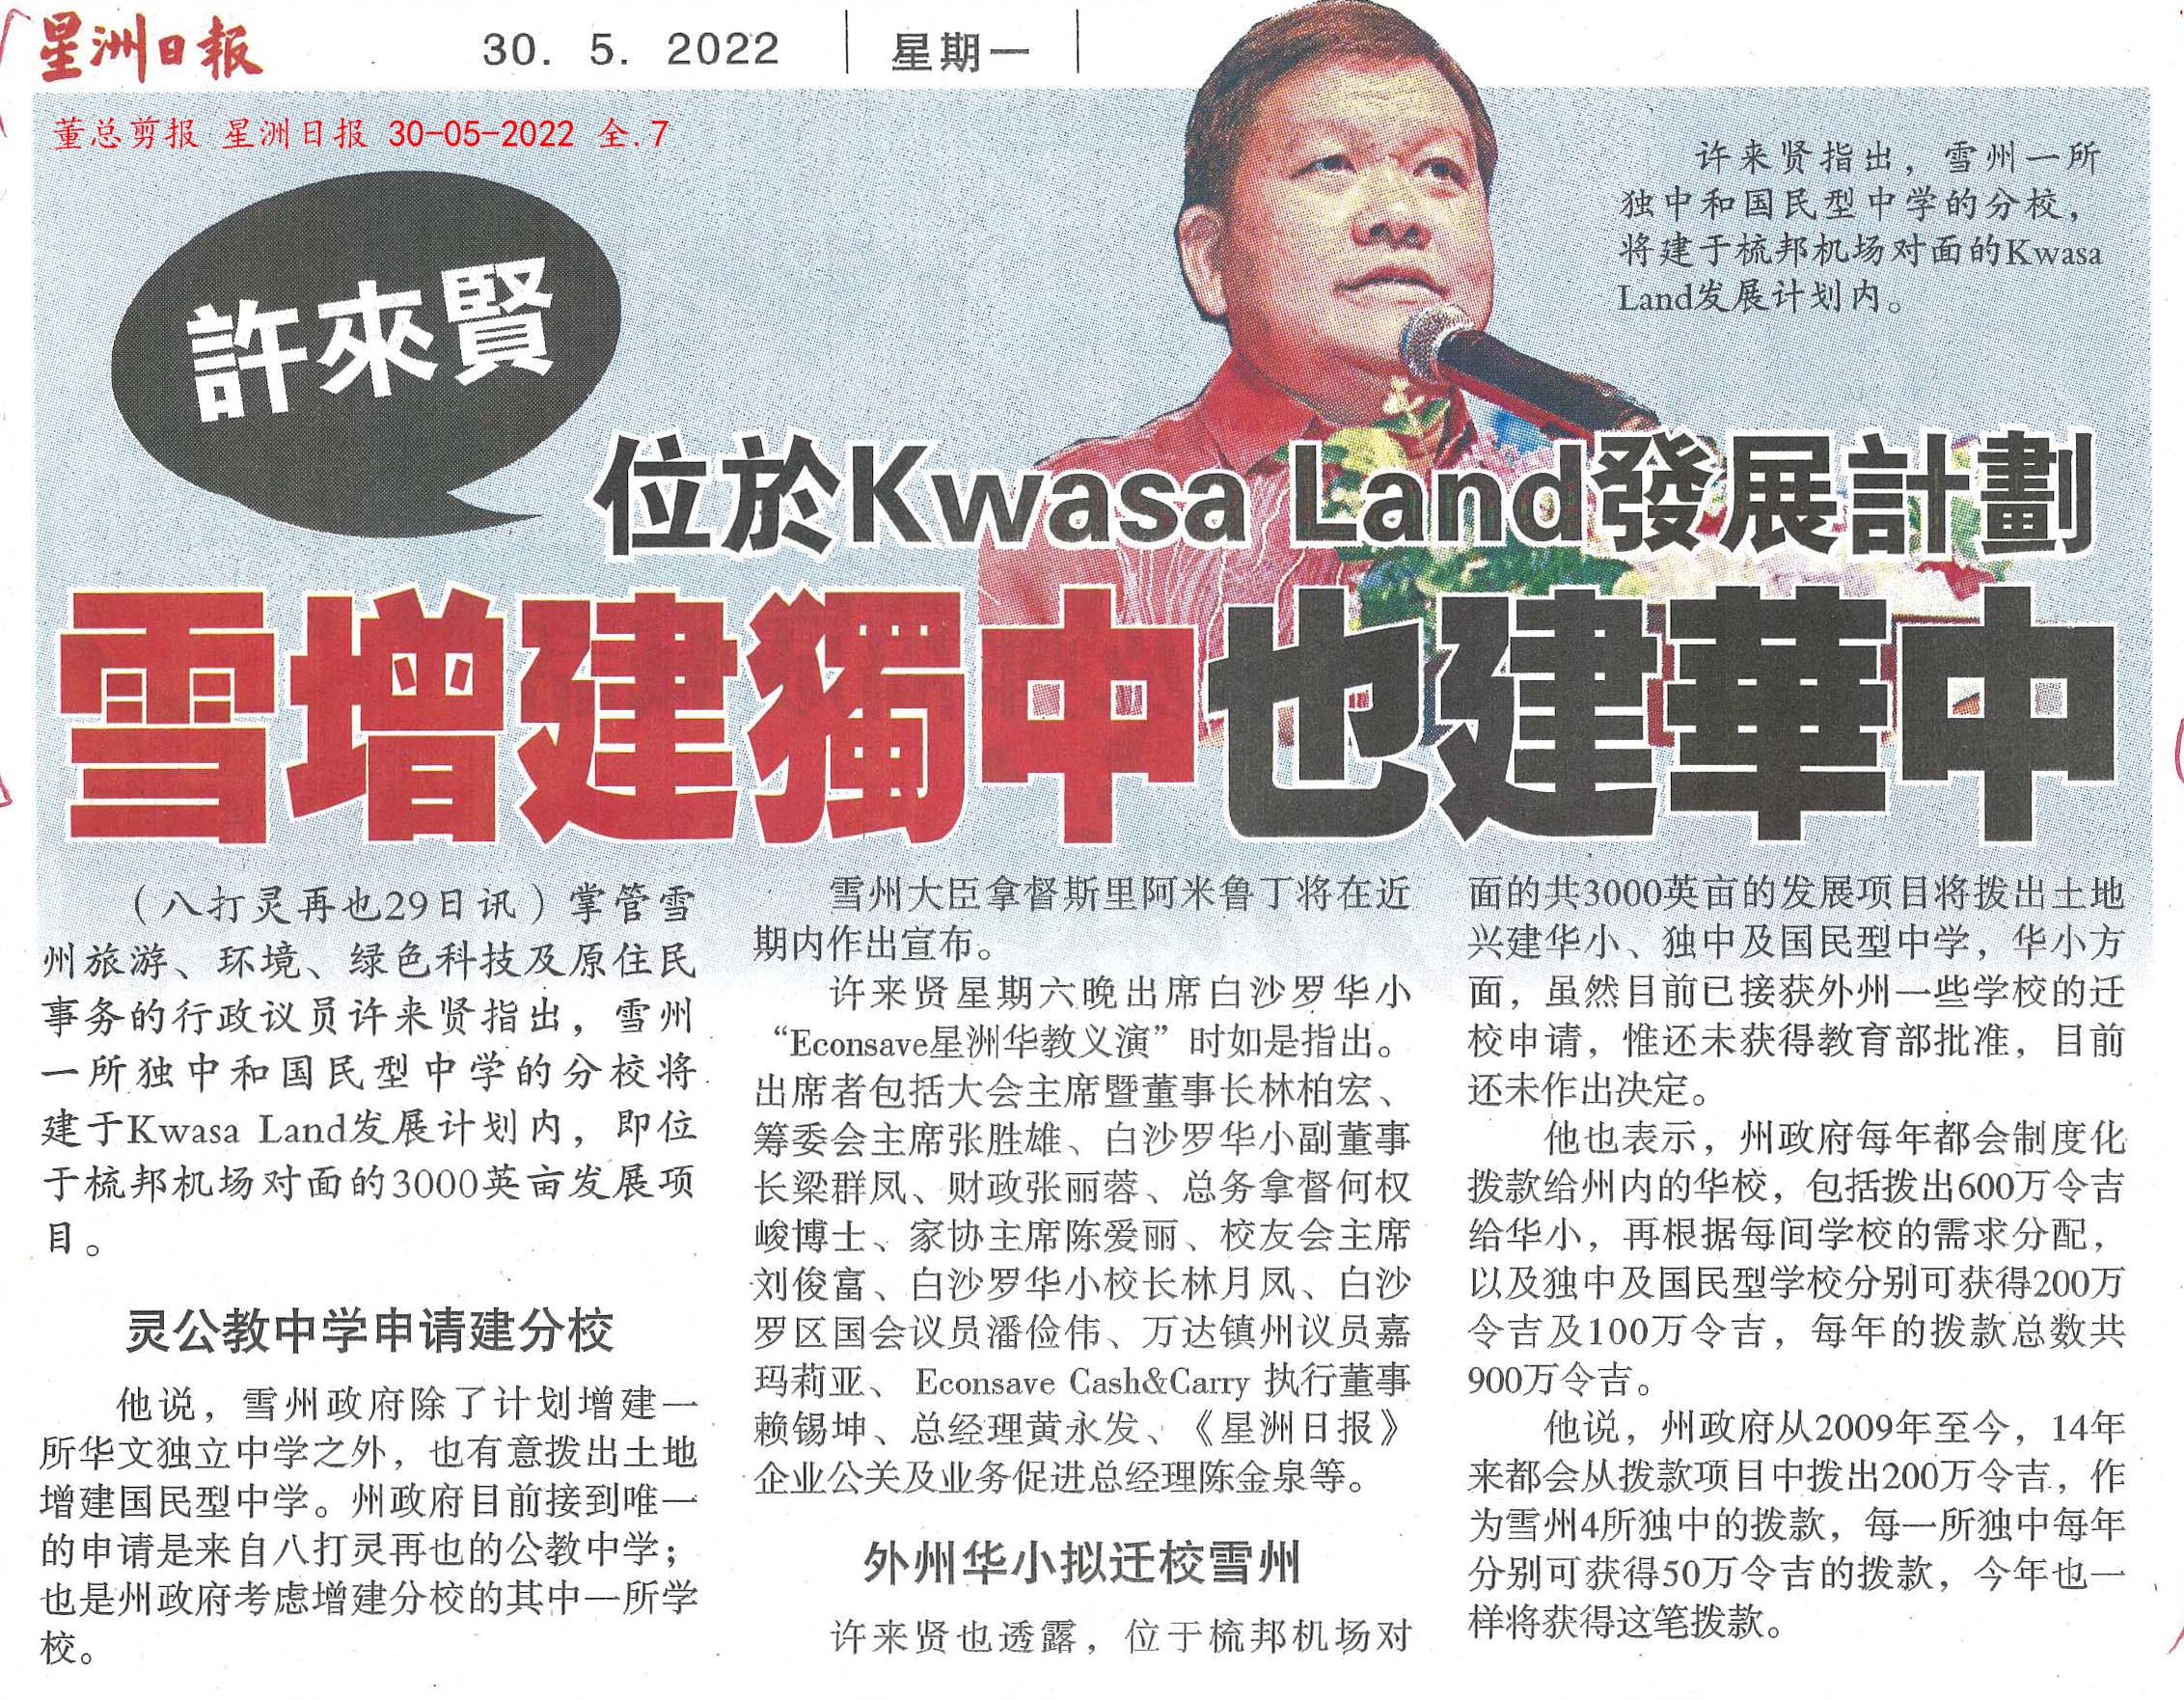 星洲日報
30. 5. 2022
星期一
董总剪报 星洲日报 30-05-2022 全.7
许来贤指出，雪州一所
独中和国民型中学的分校，
将建于梳邦机场对面的Kwasa
Land发展计划内。
許來賢
位於Kwasa Land發展計劃
雪增建獨中也建華中
（八打灵再也29日讯）掌管雪
州旅游、环境、绿色科技及原住民
事务的行政议员许来贤指出，雪州
一所独中和国民型中学的分校将
建于Kwasa Land发展计划内，即位
于梳邦机场对面的3000英亩发展项
目。
灵公教中学申请建分校
他说，雪州政府除了计划增建一
所华文独立中学之外，也有意拨出土地
增建国民型中学。州政府目前接到唯一
的申请是来自八打灵再也的公教中学；
也是州政府考虑增建分校的其中一所学
校。
雪州大臣拿督斯里阿米鲁丁将在近
期内作出宣布。
许来贤星期六晚出席白沙罗华小
“Econsave星洲华教义演”时如是指出。
出席者包括大会主席暨董事长林柏宏、
筹委会主席张胜雄、白沙罗华小副董事
长梁群凤、财政张丽蓉、总务拿督何权
峻博士、家协主席陈爱丽、校友会主席
刘俊富、白沙罗华小校长林月凤、白沙
罗区国会议员潘俭伟、万达镇州议员嘉
玛莉亚、Econsave Cash&Carry 执行董事
赖锡坤、总经理黄永发、《星洲日报》
企业公关及业务促进总经理陈金泉等。
外州华小拟迁校雪州
许来贤也透露，位于梳邦机场对
面的共3000英亩的发展项目将拨出土地
兴建华小、独中及国民型中学，华小方
面，虽然目前已接获外州一些学校的迁
校申请，惟还未获得教育部批准，目前
还未作出决定。
他也表示，州政府每年都会制度化
拨款给州内的华校，包括拨出600万令吉
给华小，再根据每间学校的需求分配，
以及独中及国民型学校分别可获得200万
令吉及100万令吉，每年的拨款总数共
900万令吉。
他说，州政府从2009年至今，14年
来都会从拨款项目中拨出200万令吉，作
为雪州4所独中的拨款，每一所独中每年
分别可获得50万令吉的拨款，今年也一
样将获得这笔拨款。